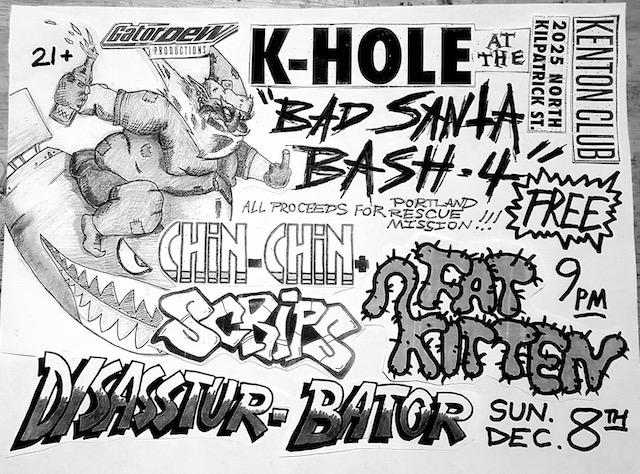 21+
GATORDEW
PRODUCTIONS
K-HOLE
AT
THE
2025 NORTH
KILPATRICK ST.
KENTON CLUB
"BAD SANTA
BASH-4"
FREE
ALL PROCEEDS FOR PORTLAND
RESCUE
MISSION...!!!
CHIN-CHIN+
SCRIPS
FAT
KITTEN
9
PM
DISASSTUR-BATOR
SUN.
DEC. 8TH